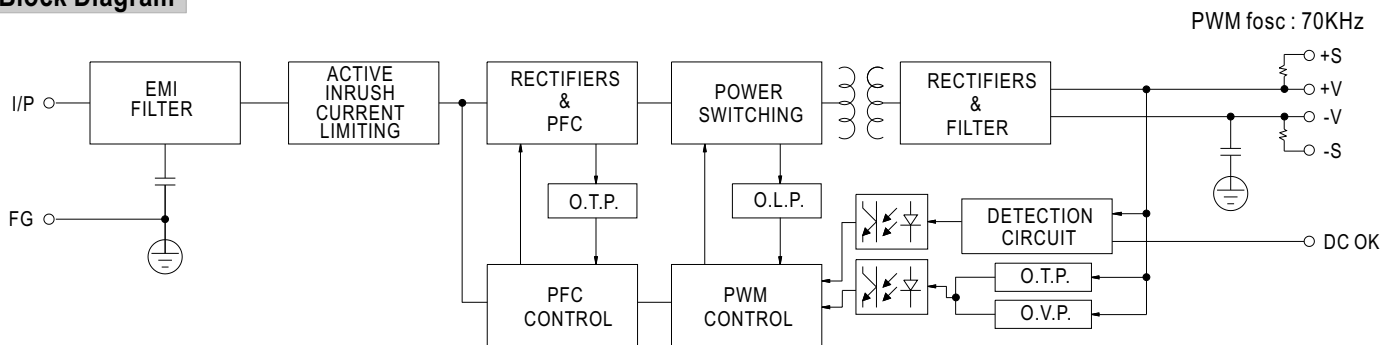 Block Diagram
PWM fosc : 70KHz
I/P
EMI
FILTER
ACTIVE
INRUSH
CURRENT
LIMITING
RECTIFIERS
&
PFC
POWER
SWITCHING
RECTIFIERS
&
FILTER
+S
+V
-V
-S
FG
O.T.P.
O.L.P.
DETECTION
CIRCUIT
DC OK
PFC
CONTROL
PWM
CONTROL
O.T.P.
O.V.P.